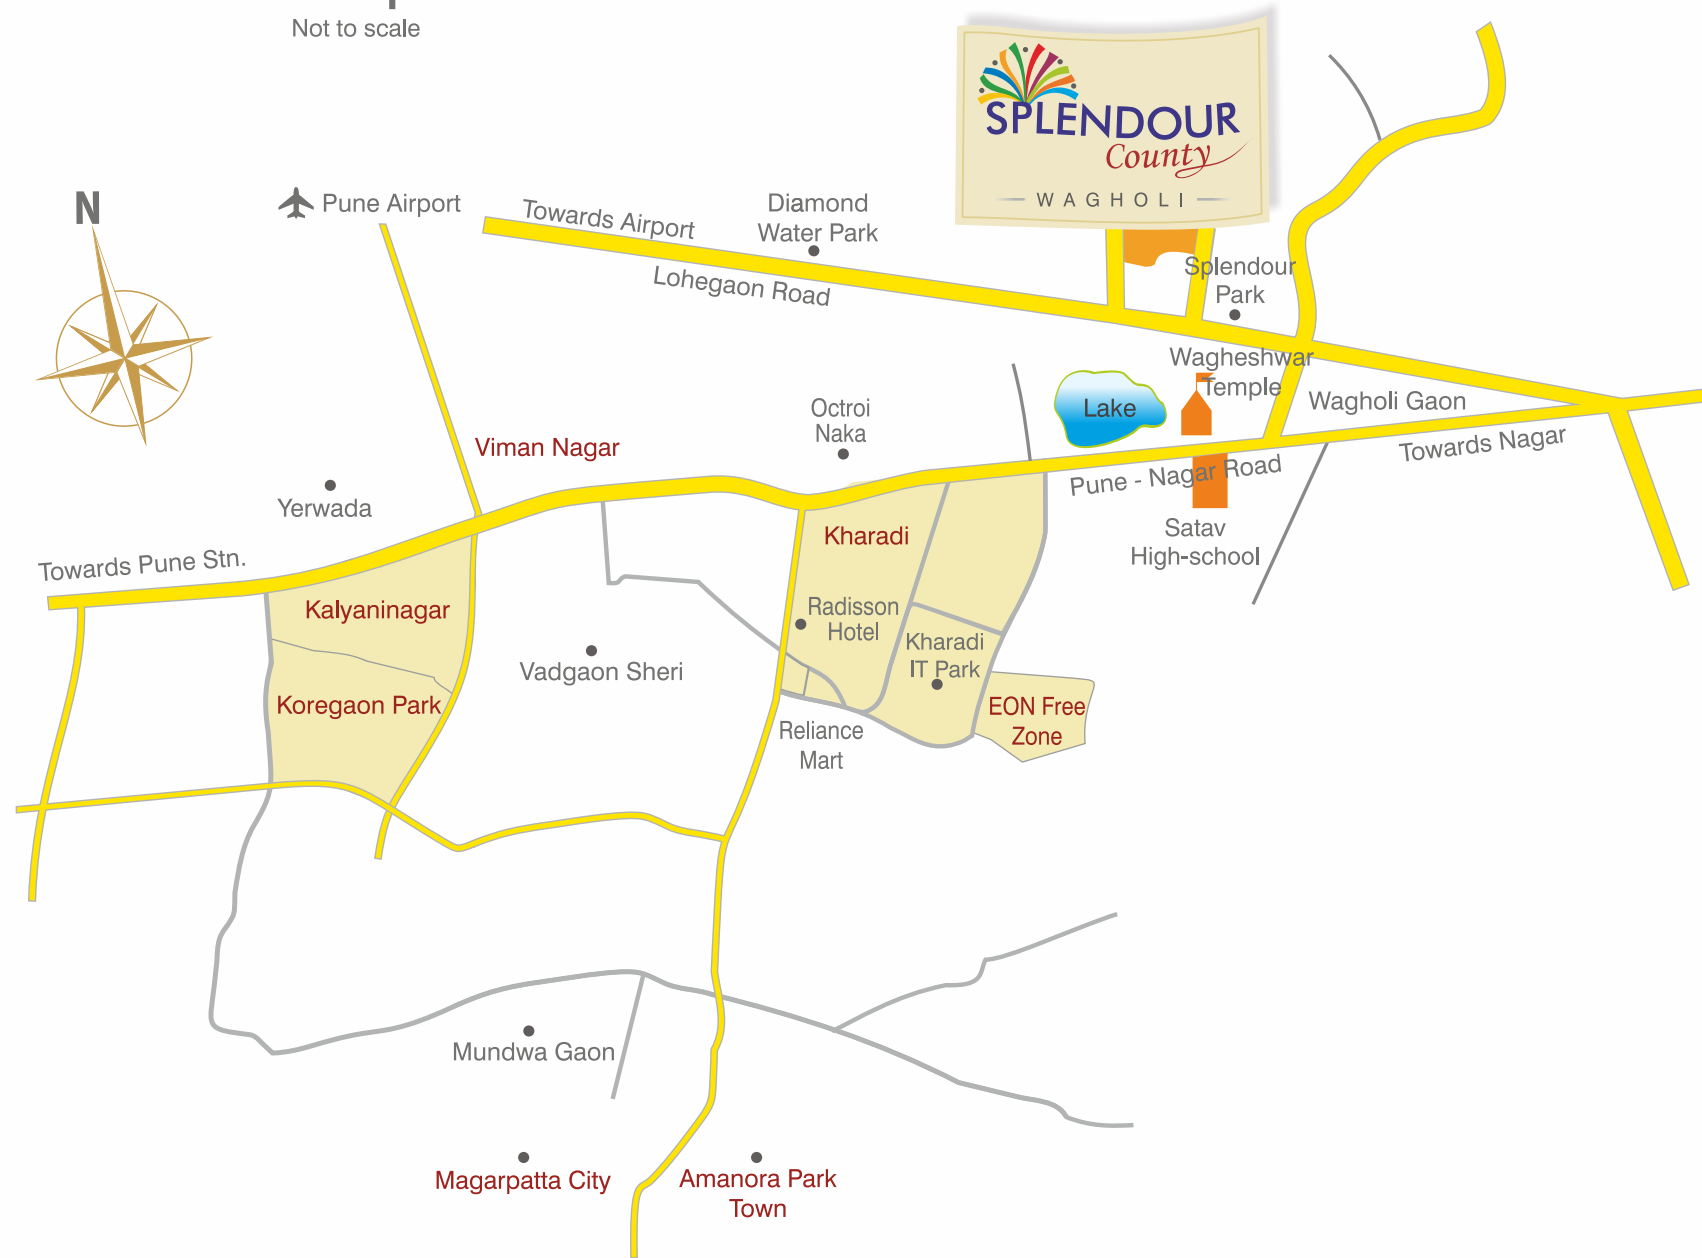 Not to scale
SPLENDOUR
County
WAGHOLI
N
Pune Airport
Towards Airport
Diamond
Water Park
Lohegaon Road
Splendour
Park
Wagheshwar
Temple
Lake
Wagholi Gaon
Octroi
Naka
Viman Nagar
Towards Nagar
Pune - Nagar Road
Yerwada
Kharadi
Satav
High-school
Towards Pune Stn.
Kalyaninagar
Radisson
Hotel
Kharadi
IT Park
Vadgaon Sheri
Koregaon Park
EON Free
Zone
Reliance
Mart
Mundwa Gaon
Magarpatta City
Amanora Park
Town